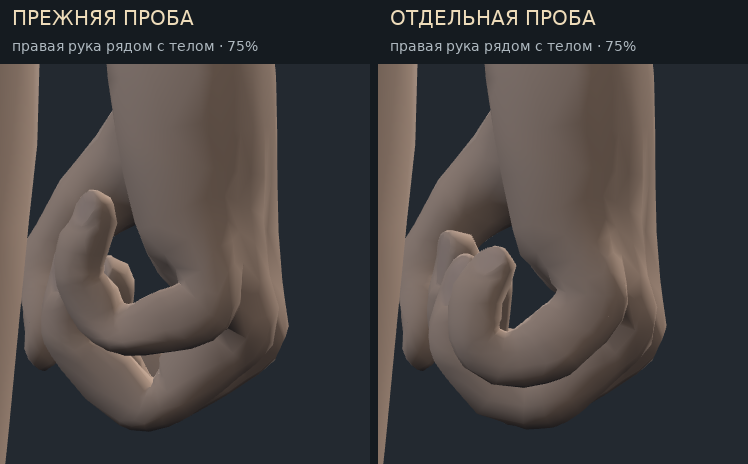 ПРЕЖНЯЯ ПРОБА
правая рука рядом с телом · 75%
ОТДЕЛЬНАЯ ПРОБА
правая рука рядом с телом · 75%